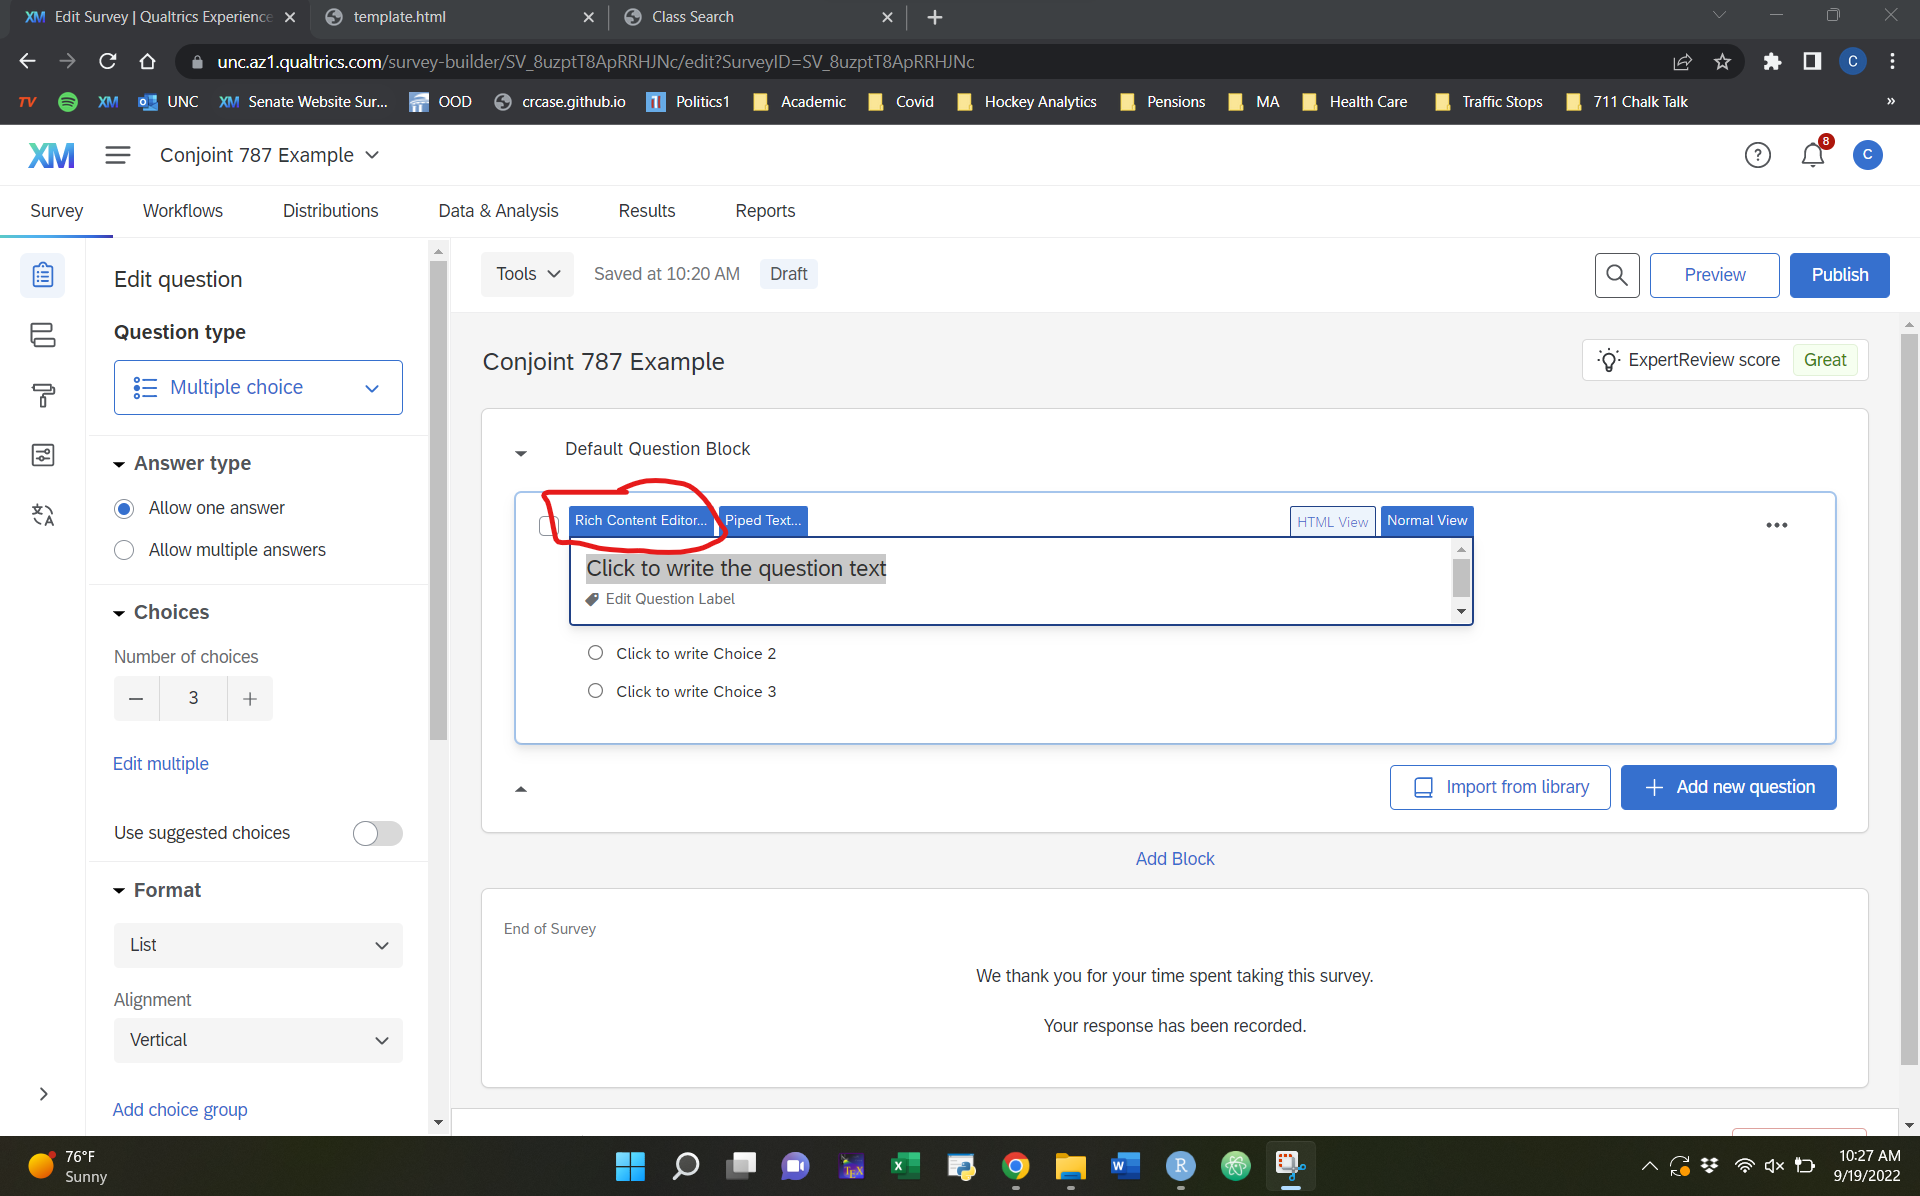 XM Edit Survey | Qualtrics Experience
template.html
Class Search
unc.az1.qualtrics.com/survey-builder/SV_8uzptT8ApRRHJNc/edit?SurveyID=SV_8uzptT8ApRRHJNc
C
TV
XM
UNC
XM Senate Website Sur...
OOD
crcase.github.io
Politics1
Academic
Covid
Hockey Analytics
Pensions
MA
Health Care
Traffic Stops
711 Chalk Talk
»
XM
Conjoint 787 Example
?
8
C
Survey
Workflows
Distributions
Data & Analysis
Results
Reports
Edit question
Question type
Multiple choice
Answer type
Allow one answer
Allow multiple answers
Choices
Number of choices
3
Edit multiple
Use suggested choices
Format
List
Alignment
Vertical
Add choice group
Tools
Saved at 10:20 AM
Draft
Preview
Publish
Conjoint 787 Example
ExpertReview score
Great
Default Question Block
Rich Content Editor...
Piped Text...
HTML View
Normal View
Click to write the question text
Edit Question Label
Click to write Choice 2
Click to write Choice 3
Import from library
Add new question
Add Block
End of Survey
We thank you for your time spent taking this survey.
Your response has been recorded.
76°F
Sunny
TEX
W
R
10:27 AM
9/19/2022